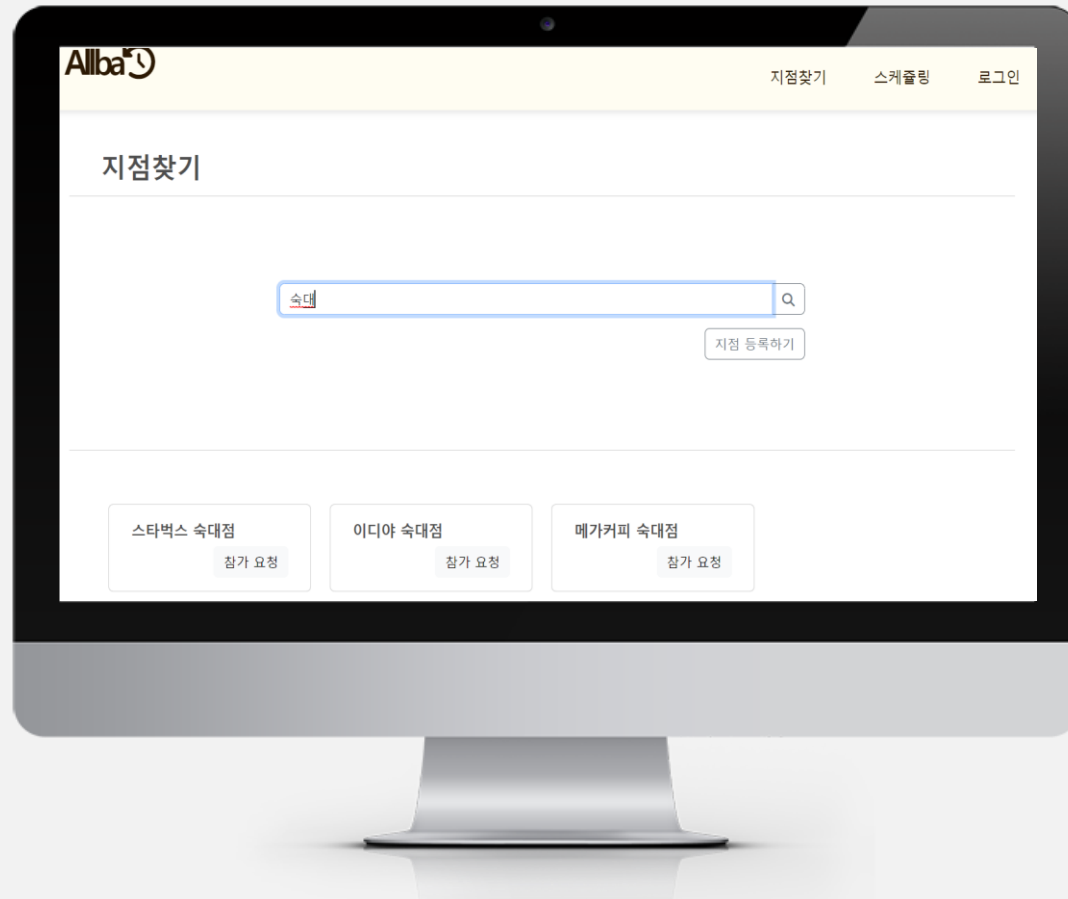 Allba
지점찾기 스케쥴링 로그인
지점찾기
숙대
지점 등록하기
스타벅스 숙대점 이디야 숙대점 메가커피 숙대점
참가 요청 참가 요청 참가 요청